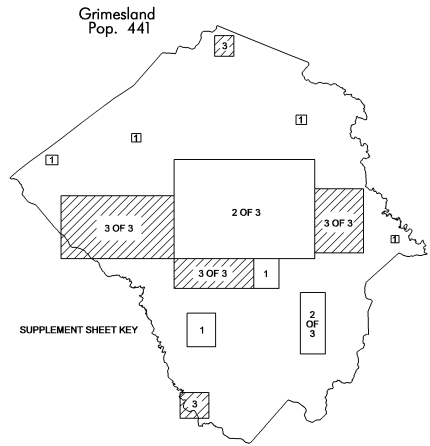 Grimesland
Pop. 441
3
1
1
1
2 OF 3
3 OF 3
3 OF 3
1
3 OF 3
1
1
2
OF
3
SUPPLEMENT SHEET KEY
3